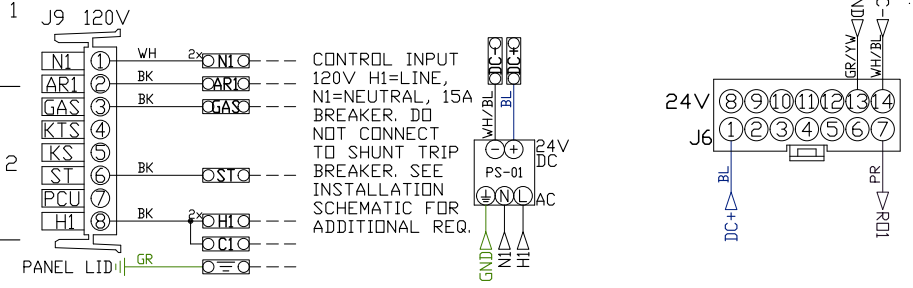 1
2
J9 120V
N1 1 WH 2x N1
AR1 2 BK AR1
GAS 3 BK GAS
KTS 4
KS 5
ST 6 BK ST
PCU 7
H1 8 BK 2x H1
C1
PANEL LID GR
CONTROL INPUT
120V H1=LINE,
N1=NEUTRAL, 15A
BREAKER. DO
NOT CONNECT
TO SHUNT TRIP
BREAKER. SEE
INSTALLATION
SCHEMATIC FOR
ADDITIONAL REQ.
DC- DC+
WH/BL BL
- + 24V
DC
PS-01
N L AC
GND N1 H1
GR/YW WH/BL
24V 8 9 10 11 12 13 14
J6 1 2 3 4 5 6 7
BL PR
DC+ RO1